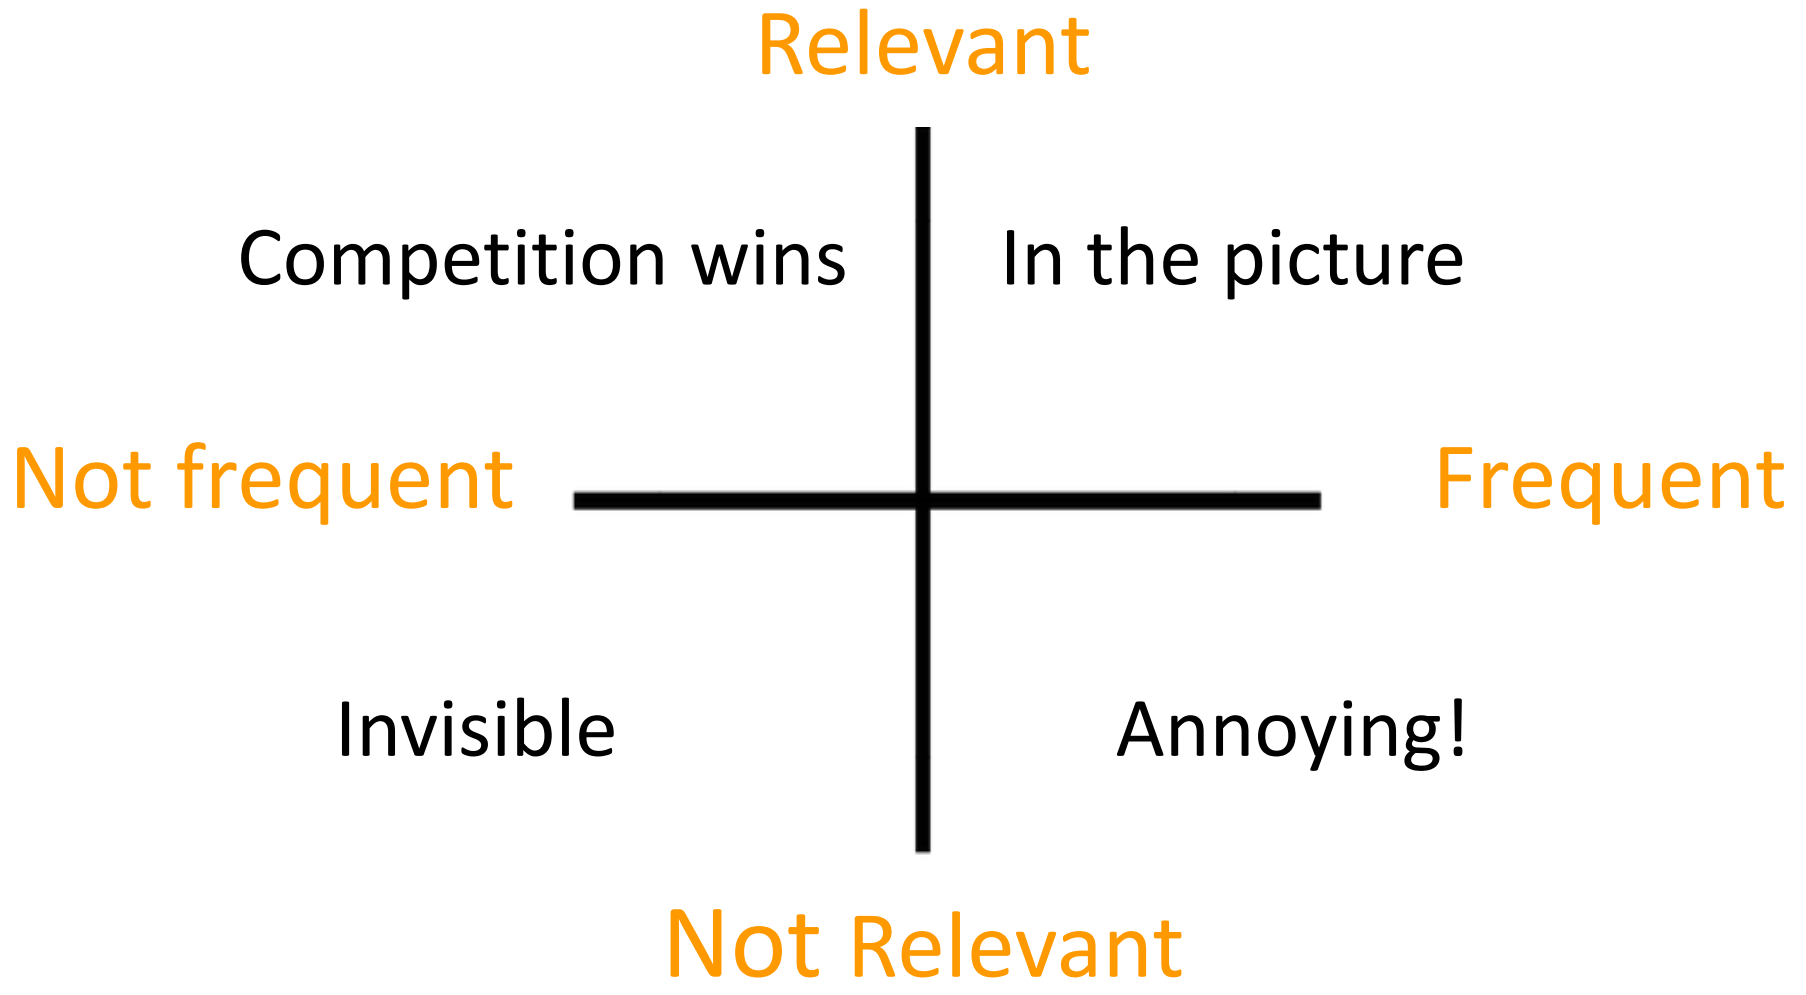 Relevant
Competition wins
In the picture
Not frequent
Frequent
Invisible
Annoying!
Not Relevant